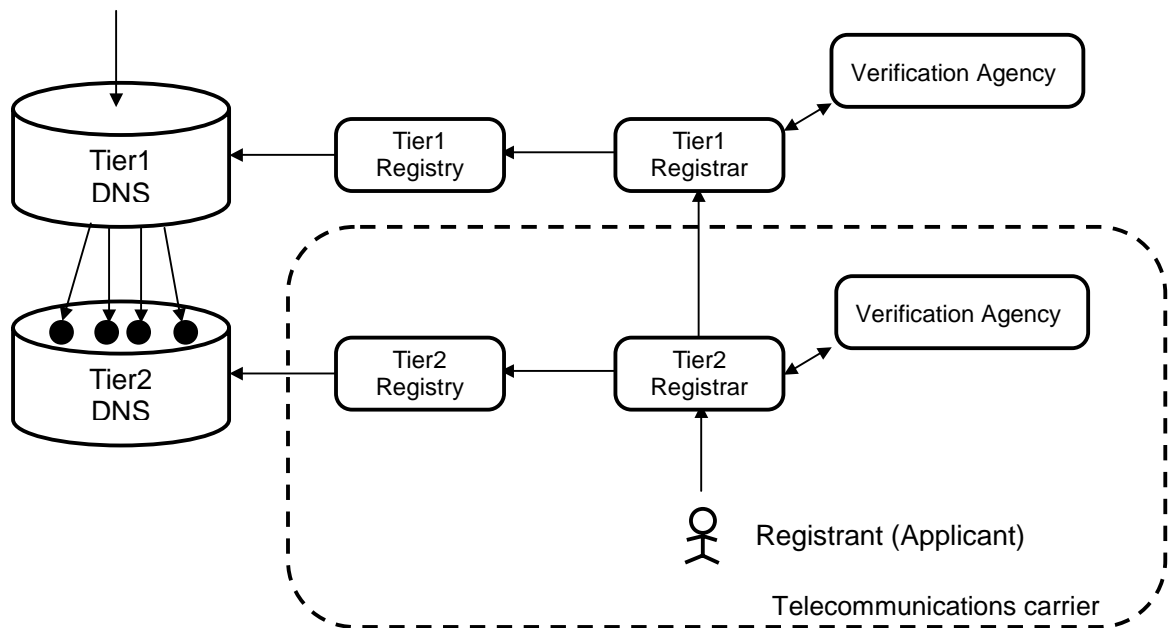 Verification Agency
Tier1
DNS
Tier1
Registry
Tier1
Registrar
Verification Agency
Tier2
DNS
Tier2
Registry
Tier2
Registrar
Registrant (Applicant)
Telecommunications carrier